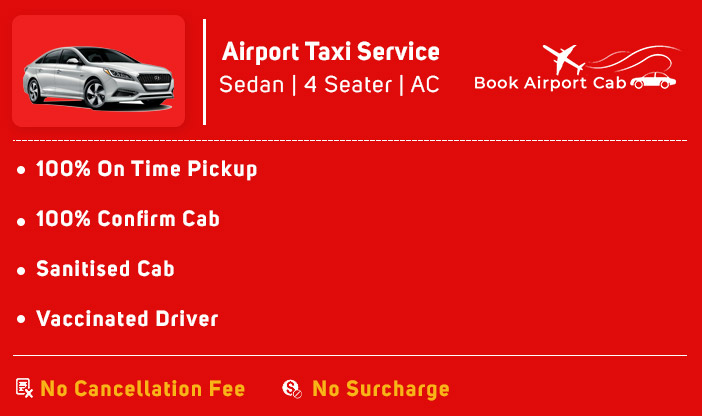 Airport Taxi Service
Sedan | 4 Seater | AC
Book Airport Cab
100% On Time Pickup
100% Confirm Cab
Sanitised Cab
Vaccinated Driver
No Cancellation Fee
No Surcharge